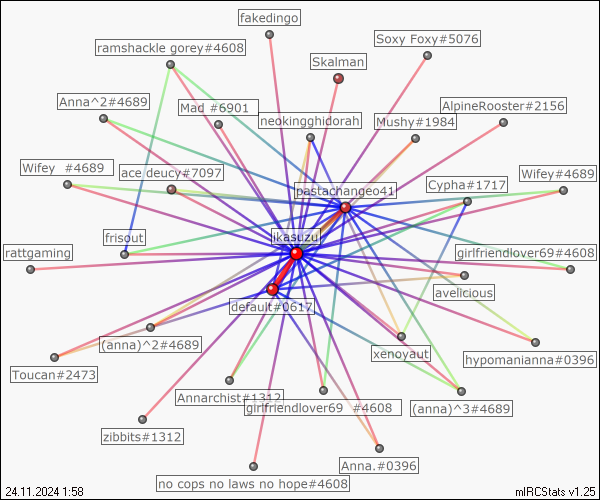 fakedingo
Soxy Foxy#5076
ramshackle gorey#4608
Skalman
Anna^2#4689
Mad #6901
neokingghidorah
Mushy#1984
AlpineRooster#2156
Wifey #4689
ace deucy#7097
pastachangeo41
Cypha#1717
Wifey#4689
frisout
ikasuzu
rattgaming
girlfriendlover69#4608
avelicious
default#0617
(anna)^2#4689
xenoyaut
hypomanianna#0396
Toucan#2473
Annarchist#1312
girlfriendlover69 #4608
(anna)^3#4689
zibbits#1312
Anna.#0396
no cops no laws no hope#4608
24.11.2024 1:58
mIRCStats v1.25